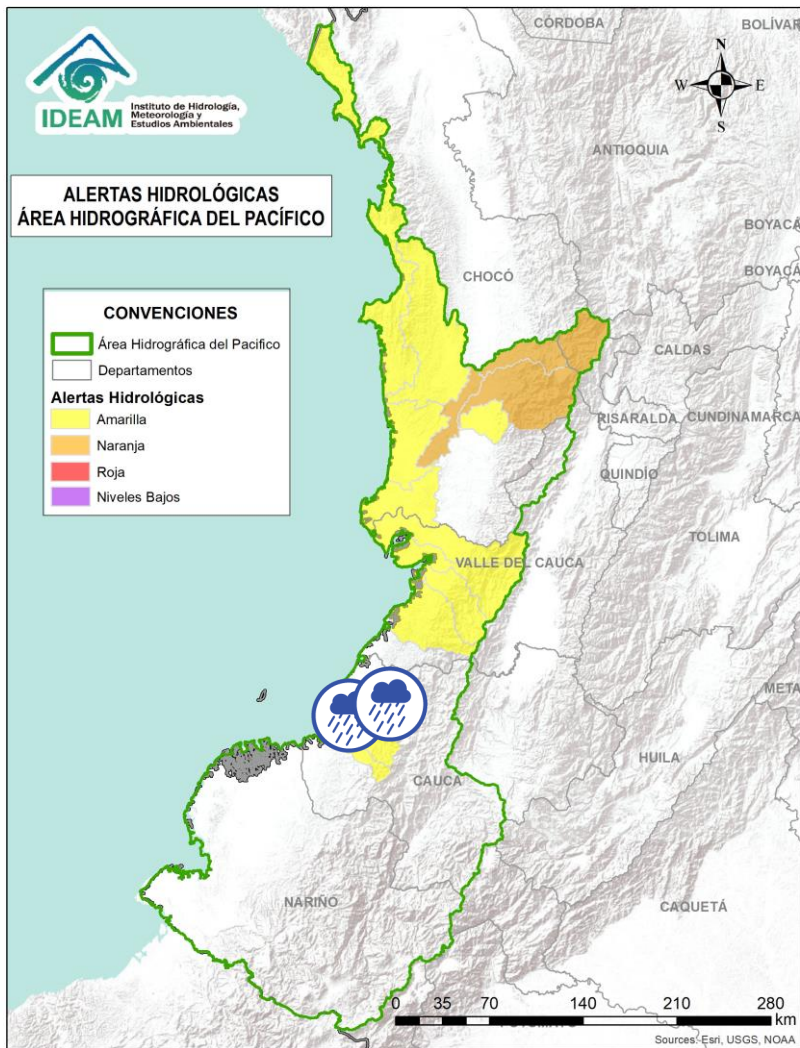 IDEAM
Instituto de Hidrología,
Meteorología y
Estudios Ambientales
ALERTAS HIDROLÓGICAS
ÁREA HIDROGRÁFICA DEL PACÍFICO
CONVENCIONES
Área Hidrográfica del Pacifico
Departamentos
Alertas Hidrológicas
Amarilla
Naranja
Roja
Niveles Bajos
N
W E
S
CÓRDOBA
BOLÍVAR
ANTIOQUIA
BOYACÁ
BOYACÁ
CHOCÓ
CALDAS
RISARALDA
CUNDINAMARCA
QUINDÍO
TOLIMA
VALLE DEL CAUCA
META
HUILA
CAUCA
NARIÑO
CAQUETÁ
0 35 70 140 210 280
km
Sources: Esri, USGS, NOAA